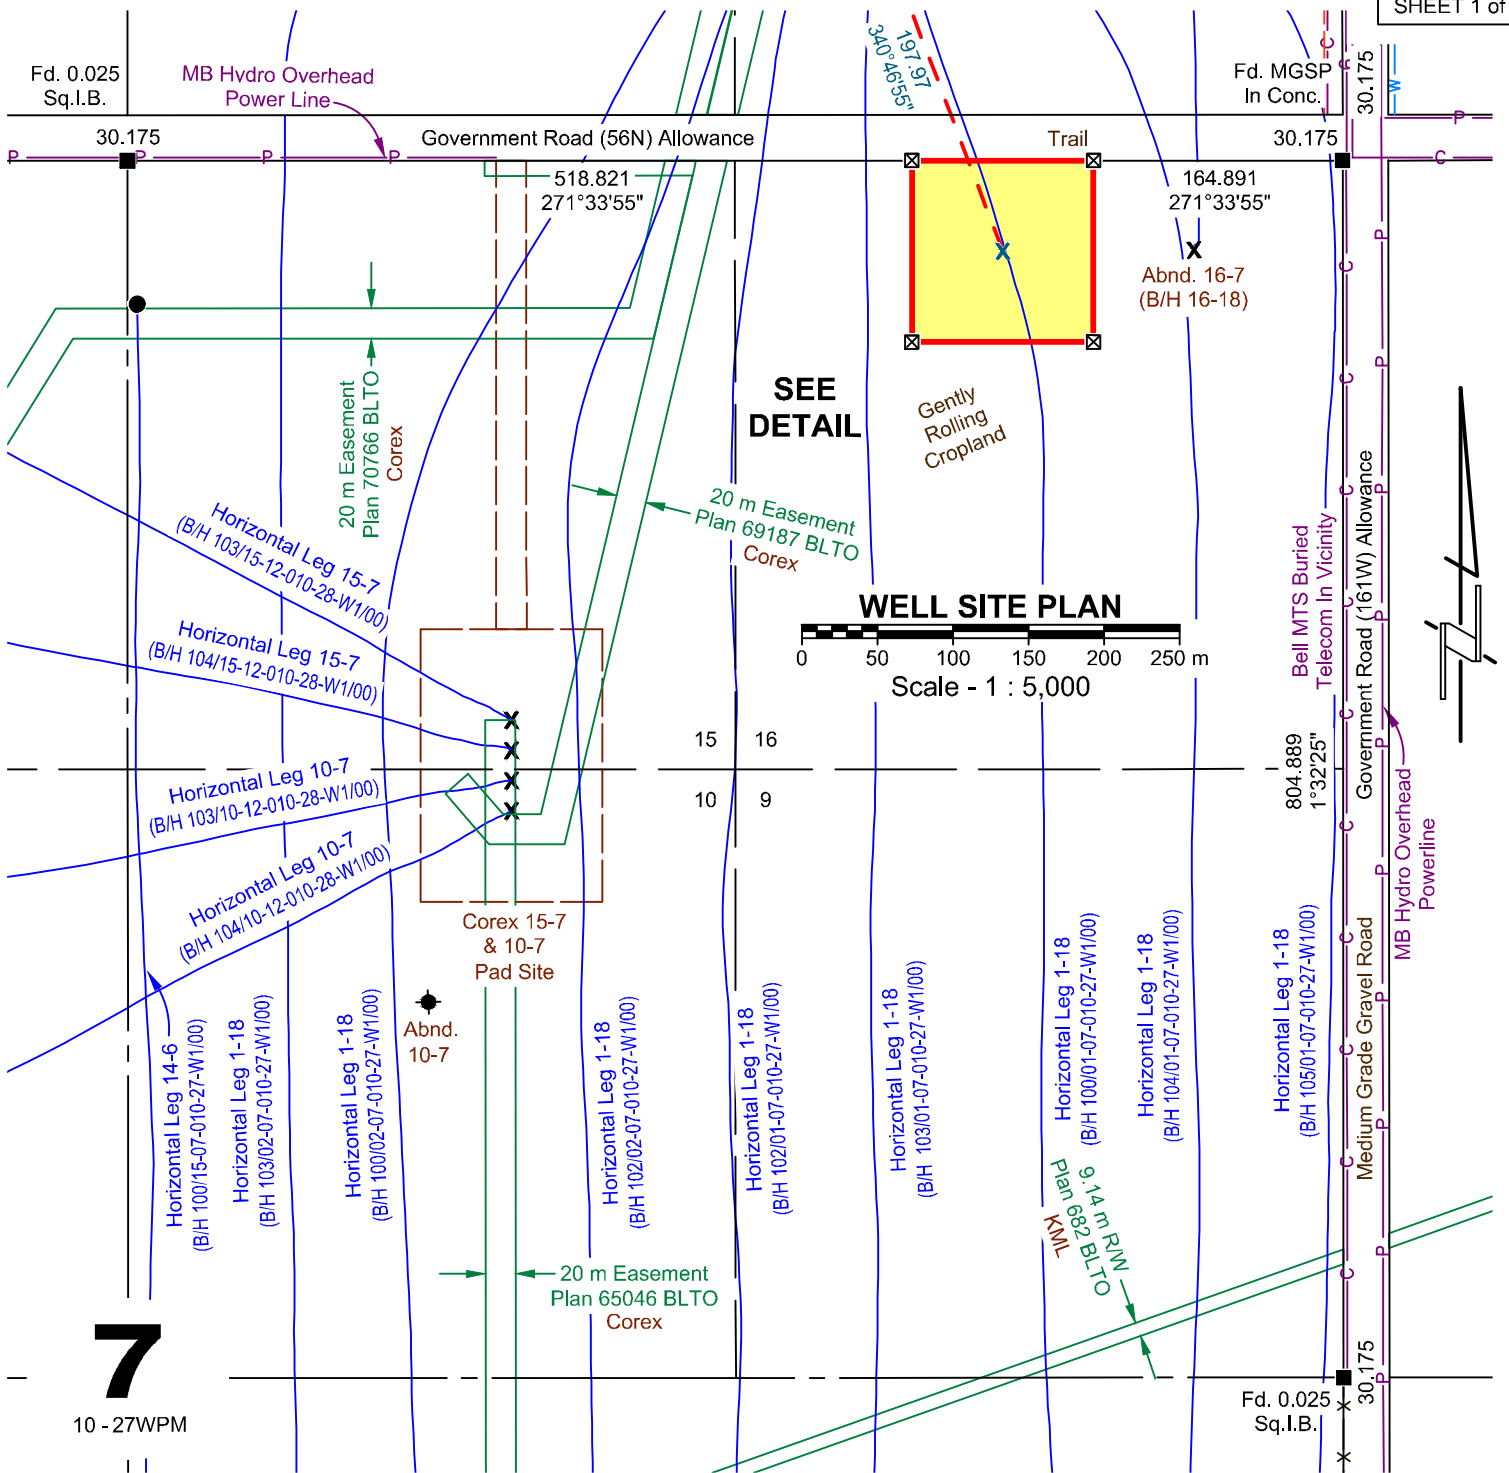 SHEET 1 of
Fd. 0.025
Sq.I.B.
MB Hydro Overhead
Power Line
197.97
340°46'55"
Fd. MGSP
In Conc.
30.175
C
C
W
30.175
Government Road (56N) Allowance
Trail
30.175
P
P
P
P
P
C
518.821
271°33'55"
164.891
271°33'55"
X
X
Abnd. 16-7
(B/H 16-18)
P
C
P
C
P
C
P
C
P
C
P
C
P
C
P
C
P
C
P
C
P
20 m Easement
Plan 70766 BLTO
Corex
SEE
DETAIL
Gently
Rolling
Cropland
Horizontal Leg 15-7
(B/H 103/15-12-010-28-W1/00)
20 m Easement
Plan 69187 BLTO
Corex
Bell MTS Buried
Telecom In Vicinity
Government Road (161W) Allowance
WELL SITE PLAN
0 50 100 150 200 250 m
Scale - 1 : 5,000
Horizontal Leg 15-7
(B/H 104/15-12-010-28-W1/00)
X
X
X
X
15 16
10 9
804.889
1°32'25"
Horizontal Leg 10-7
(B/H 103/10-12-010-28-W1/00)
Horizontal Leg 10-7
(B/H 104/10-12-010-28-W1/00)
MB Hydro Overhead
Powerline
Corex 15-7
& 10-7
Pad Site
Abnd.
10-7
Medium Grade Gravel Road
Horizontal Leg 14-6
(B/H 100/15-07-010-27-W1/00)
Horizontal Leg 1-18
(B/H 103/02-07-010-27-W1/00)
Horizontal Leg 1-18
(B/H 100/02-07-010-27-W1/00)
Horizontal Leg 1-18
(B/H 102/02-07-010-27-W1/00)
Horizontal Leg 1-18
(B/H 102/01-07-010-27-W1/00)
Horizontal Leg 1-18
(B/H 103/01-07-010-27-W1/00)
Horizontal Leg 1-18
(B/H 100/01-07-010-27-W1/00)
Horizontal Leg 1-18
(B/H 104/01-07-010-27-W1/00)
Horizontal Leg 1-18
(B/H 105/01-07-010-27-W1/00)
9.14 m R/W
Plan 682 BLTO
KML
20 m Easement
Plan 65046 BLTO
Corex
7
10 - 27WPM
30.175
Fd. 0.025
Sq.I.B.